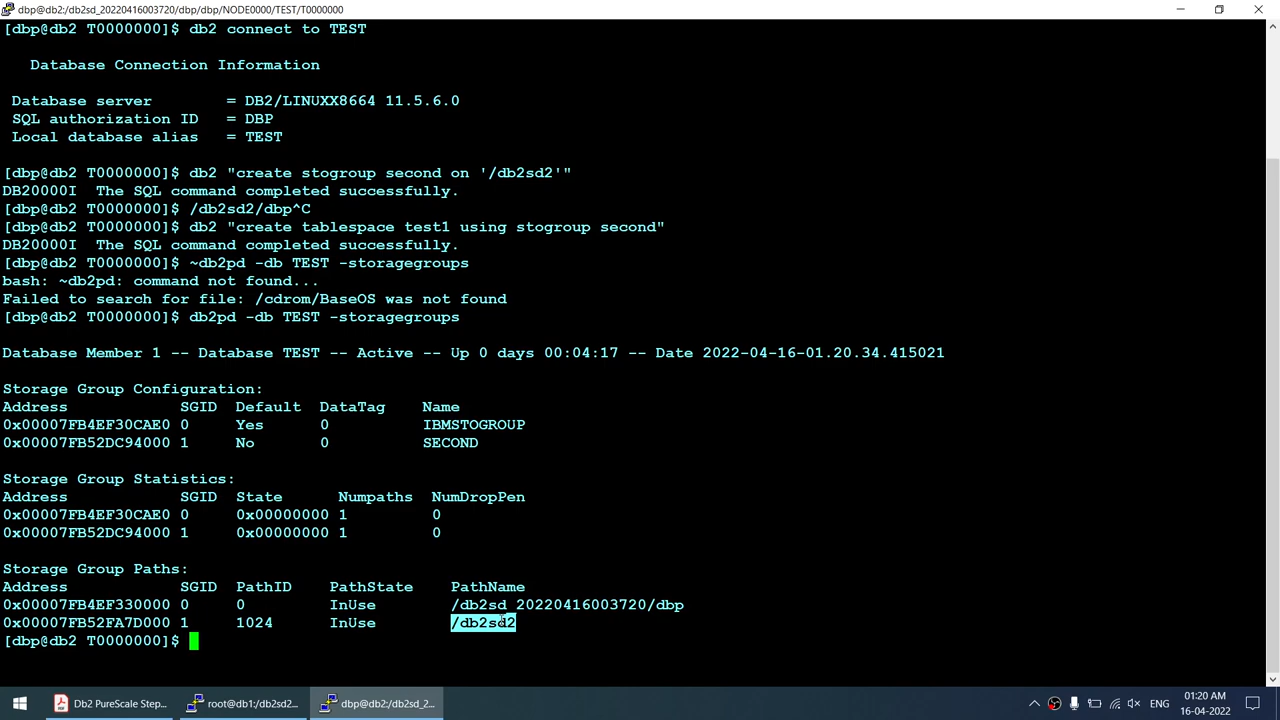 dbp@db2:/db2sd_20220416003720/dbp/dbp/NODE0000/TEST/T0000000
[dbp@db2 T0000000]$ db2 connect to TEST
Database Connection Information
Database server        = DB2/LINUXX8664 11.5.6.0
SQL authorization ID   = DBP
Local database alias   = TEST
[dbp@db2 T0000000]$ db2 "create stogroup second on '/db2sd2'"
DB20000I  The SQL command completed successfully.
[dbp@db2 T0000000]$ /db2sd2/dbp^C
[dbp@db2 T0000000]$ db2 "create tablespace test1 using stogroup second"
DB20000I  The SQL command completed successfully.
[dbp@db2 T0000000]$ ~db2pd -db TEST -storagegroups
bash: ~db2pd: command not found...
Failed to search for file: /cdrom/BaseOS was not found
[dbp@db2 T0000000]$ db2pd -db TEST -storagegroups
Database Member 1 -- Database TEST -- Active -- Up 0 days 00:04:17 -- Date 2022-04-16-01.20.34.415021
Storage Group Configuration:
Address            SGID  Default  DataTag    Name
0x00007FB4EF30CAE0 0     Yes      0          IBMSTOGROUP
0x00007FB52DC94000 1     No       0          SECOND
Storage Group Statistics:
Address            SGID  State      Numpaths  NumDropPen
0x00007FB4EF30CAE0 0     0x00000000 1         0
0x00007FB52DC94000 1     0x00000000 1         0
Storage Group Paths:
Address            SGID  PathID    PathState    PathName
0x00007FB4EF330000 0     0         InUse        /db2sd_20220416003720/dbp
0x00007FB52FA7D000 1     1024      InUse        /db2sd2
[dbp@db2 T0000000]$
Db2 PureScale Step...
root@db1:/db2sd2...
dbp@db2:/db2sd_2...
ENG
01:20 AM
16-04-2022